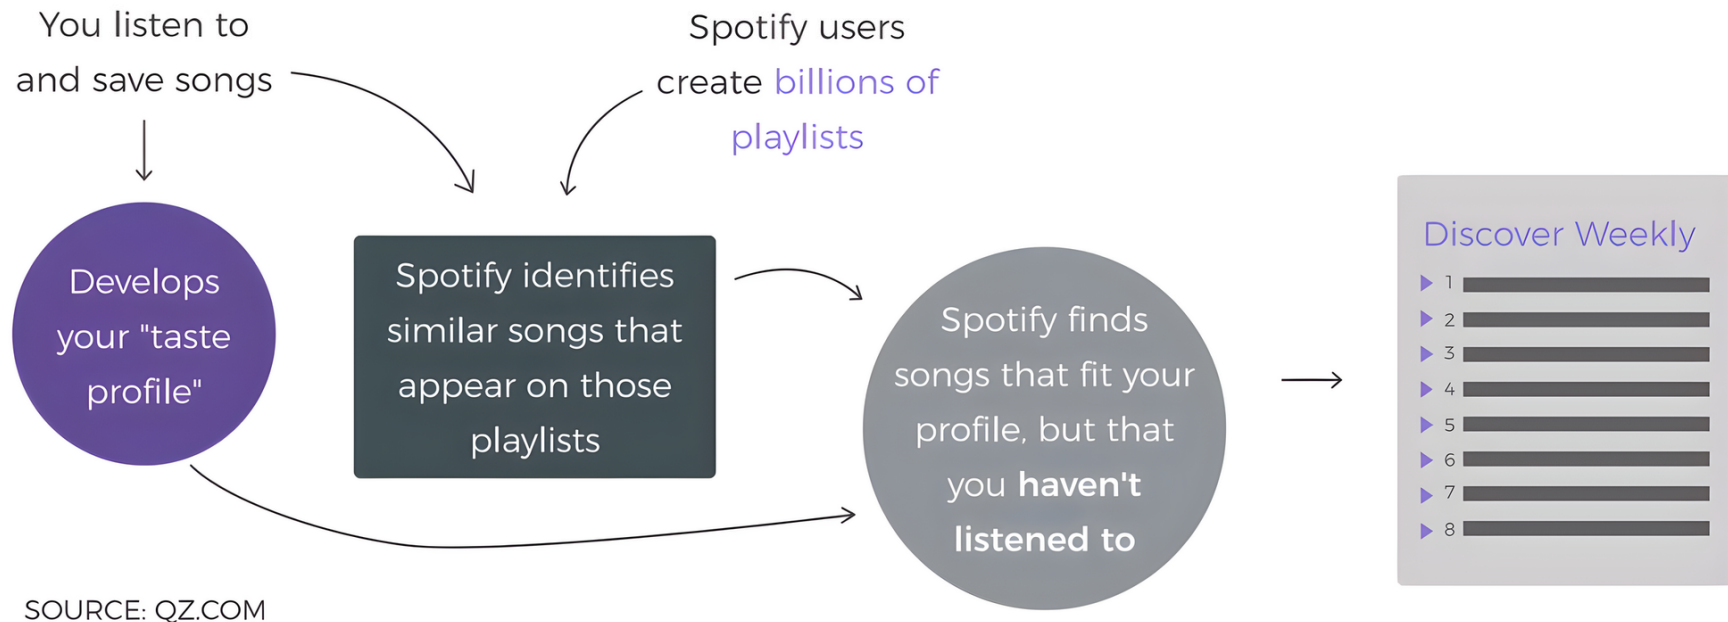 You listen to
and save songs
Spotify users
create billions of
playlists
Develops
your "taste
profile"
Spotify identifies
similar songs that
appear on those
playlists
Spotify finds
songs that fit your
profile, but that
you haven't
listened to
Discover Weekly
1
2
3
4
5
6
7
8
SOURCE: QZ.COM